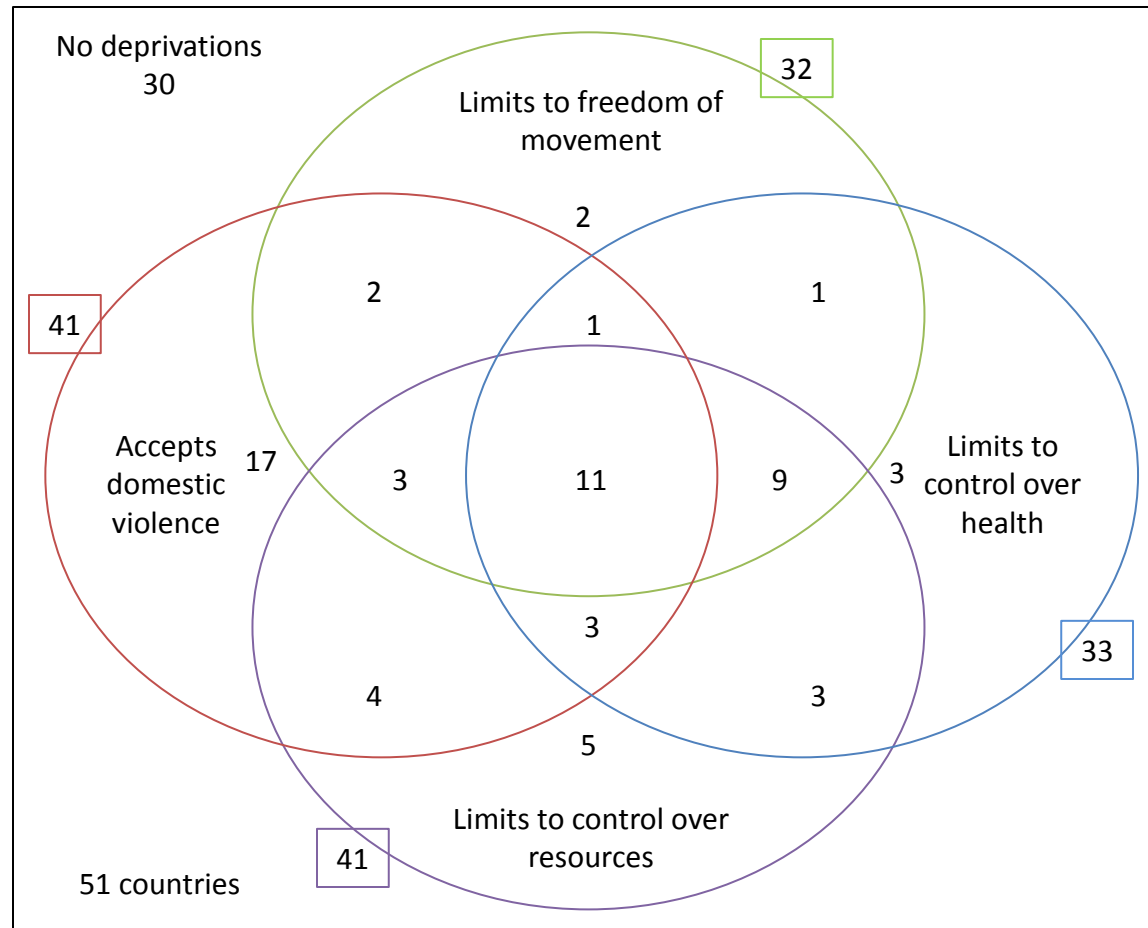 No deprivations
30
32
Limits to freedom of
movement
2
2
1
41
1
Accepts
domestic
violence
17
3
11
9
3
Limits to
control over
health
3
33
4
3
5
Limits to control over
resources
41
51 countries